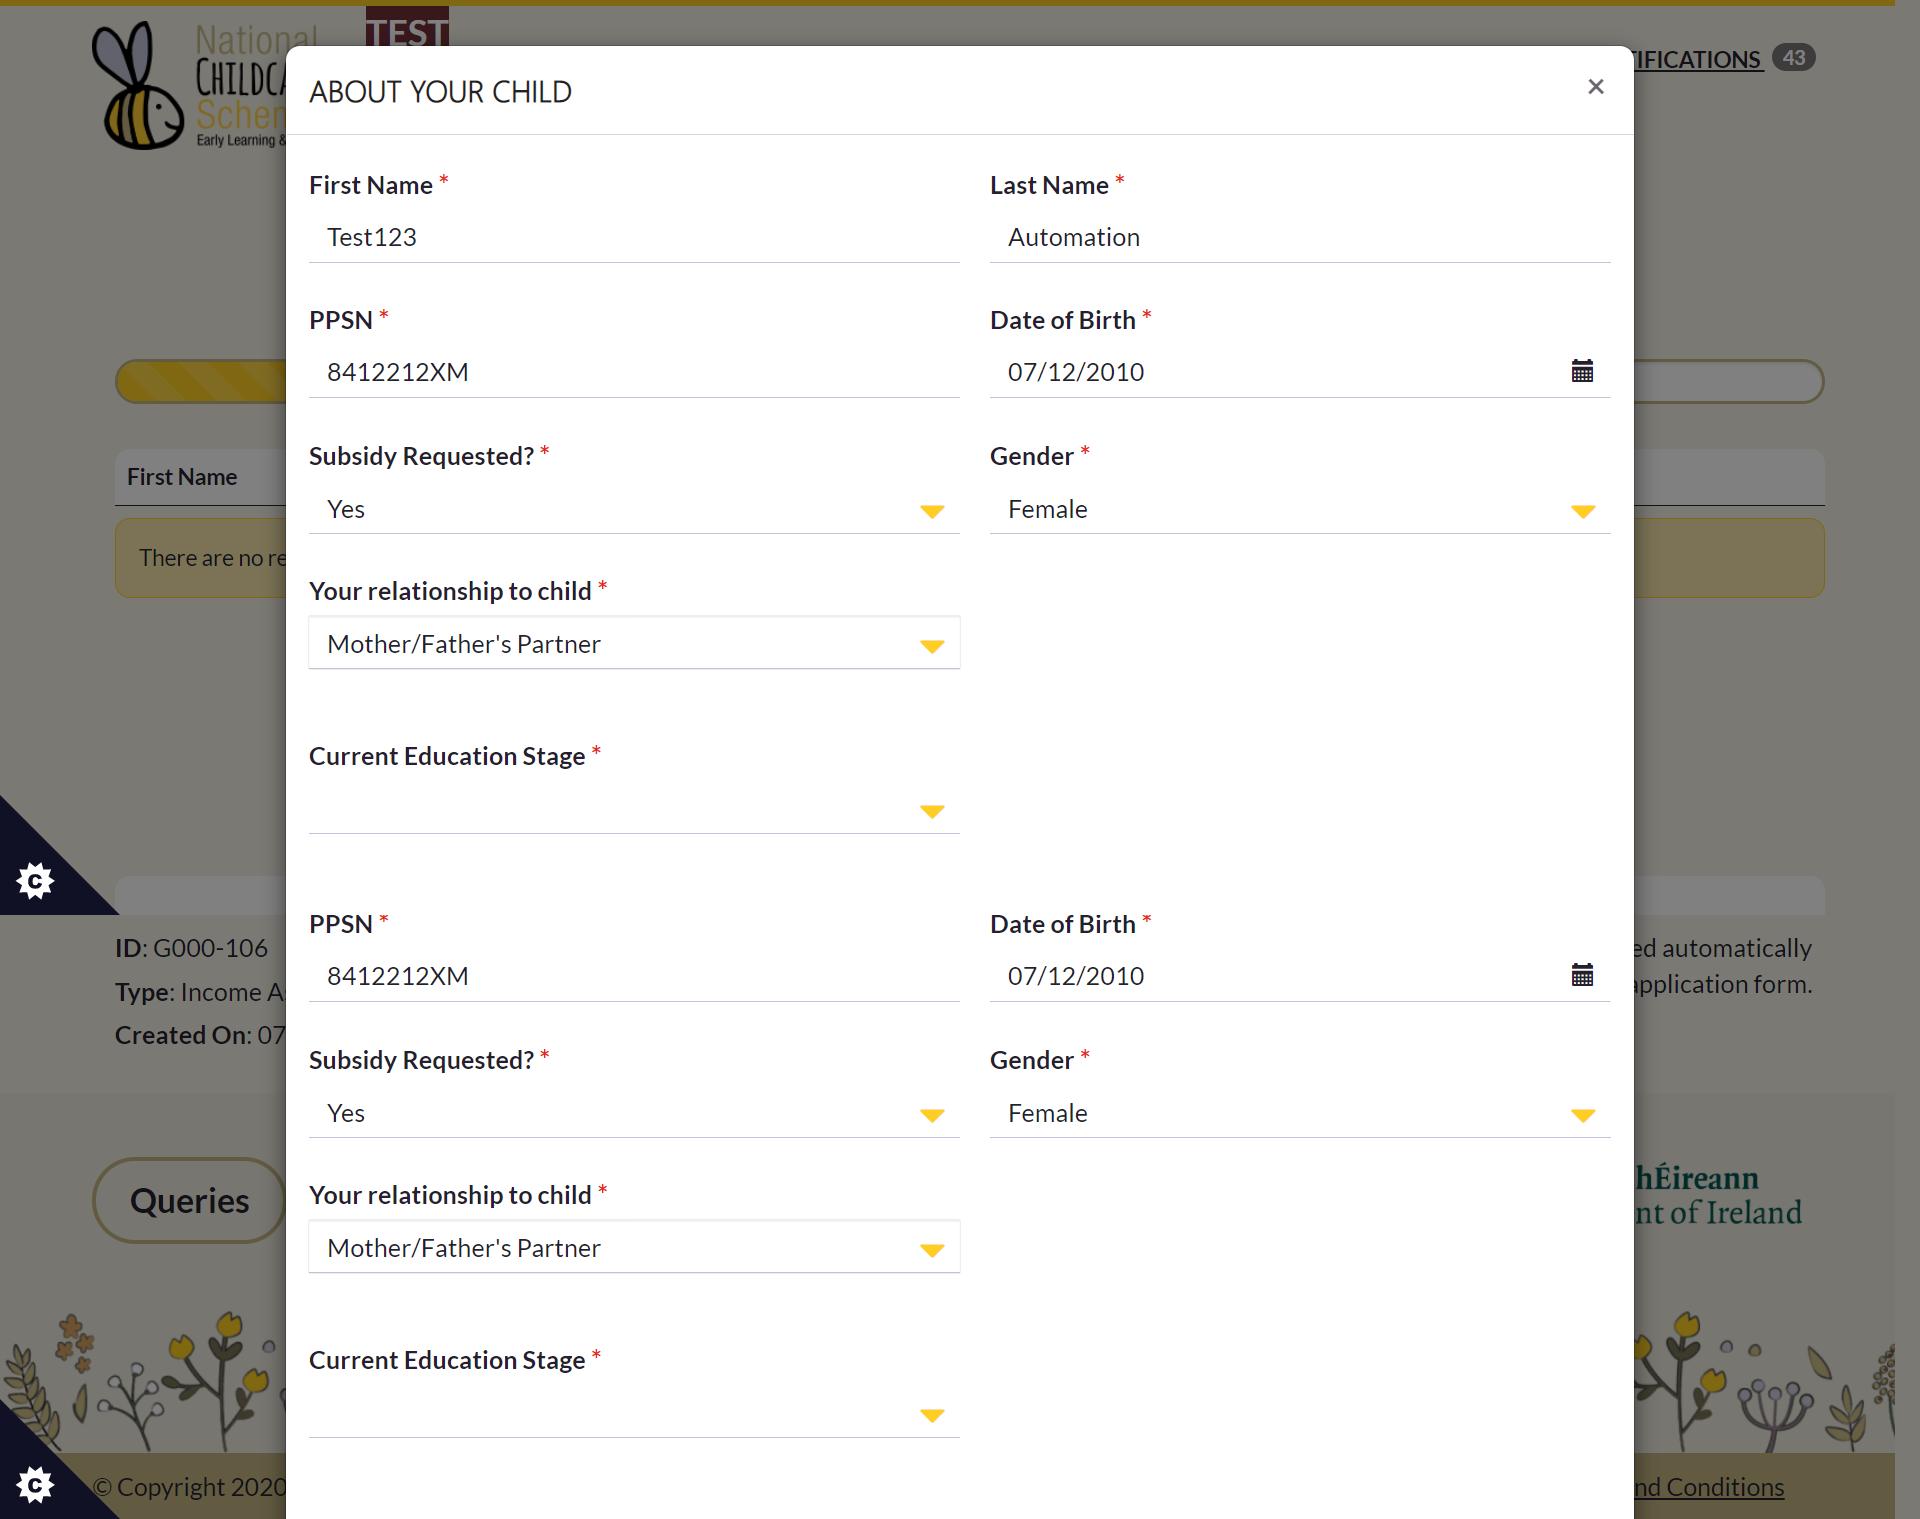 TEST
National
CHILDCA
Schem
Early Learning &
TIFICATIONS 43
ABOUT YOUR CHILD ×
First Name * Last Name *
Test123 Automation
PPSN * Date of Birth *
8412212XM 07/12/2010
Subsidy Requested? * Gender *
First Name
Yes Female
There are no re
Your relationship to child *
Mother/Father's Partner
Current Education Stage *
C
PPSN * Date of Birth *
ID: G000-106 ed automatically
8412212XM 07/12/2010
Type: Income A application form.
Created On: 07
Subsidy Requested? * Gender *
Yes Female
Your relationship to child *
Queries
hÉireann
nt of Ireland
Mother/Father's Partner
Current Education Stage *
C
© Copyright 2020 nd Conditions